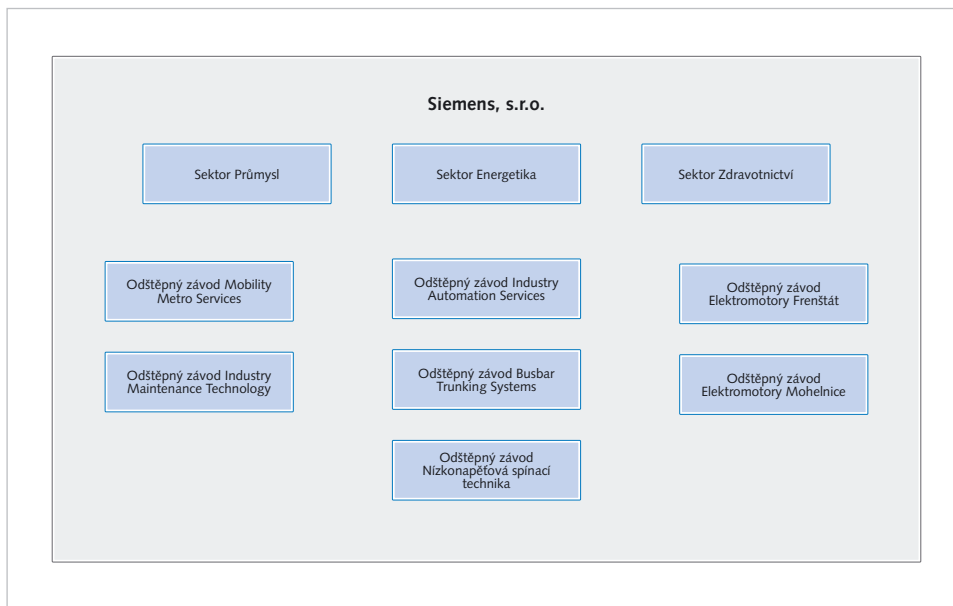 Siemens, s.r.o.
Sektor Průmysl
Sektor Energetika
Sektor Zdravotnictví
Odštěpný závod Mobility
Metro Services
Odštěpný závod Industry
Automation Services
Odštěpný závod
Elektromotory Frenštát
Odštěpný závod Industry
Maintenance Technology
Odštěpný závod Busbar
Trunking Systems
Odštěpný závod
Elektromotory Mohelnice
Odštěpný závod
Nízkonapěťová spínací
technika